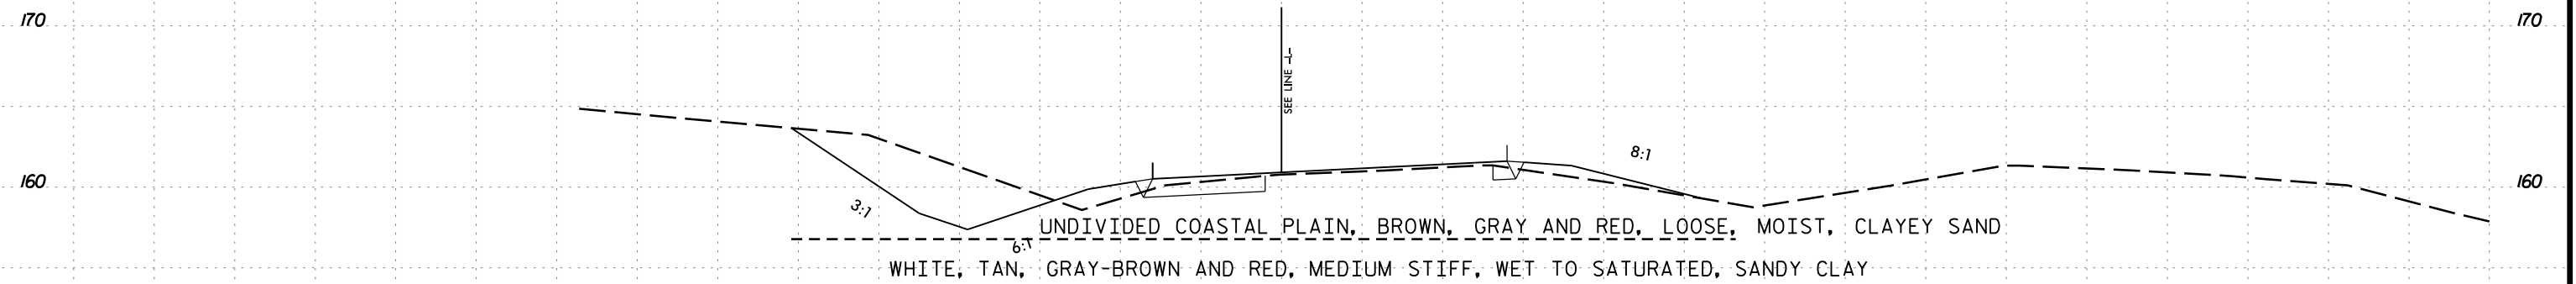 170
170
SEE LINE -L-
8:1
160
160
3:1
UNDIVIDED COASTAL PLAIN, BROWN, GRAY AND RED, LOOSE, MOIST, CLAYEY SAND
6:1
WHITE, TAN, GRAY-BROWN AND RED, MEDIUM STIFF, WET TO SATURATED, SANDY CLAY